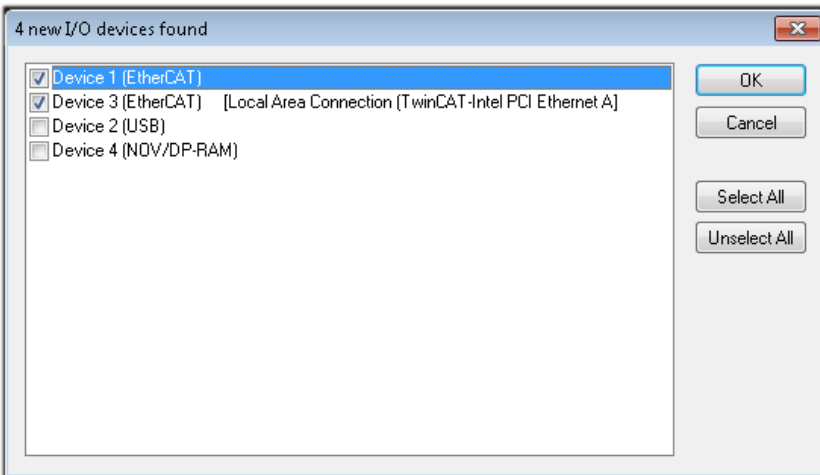 4 new I/O devices found
Device 1 (EtherCAT)
Device 3 (EtherCAT) [Local Area Connection (TwinCAT-Intel PCI Ethernet A]
Device 2 (USB)
Device 4 (NOV/DP-RAM)
OK
Cancel
Select All
Unselect All